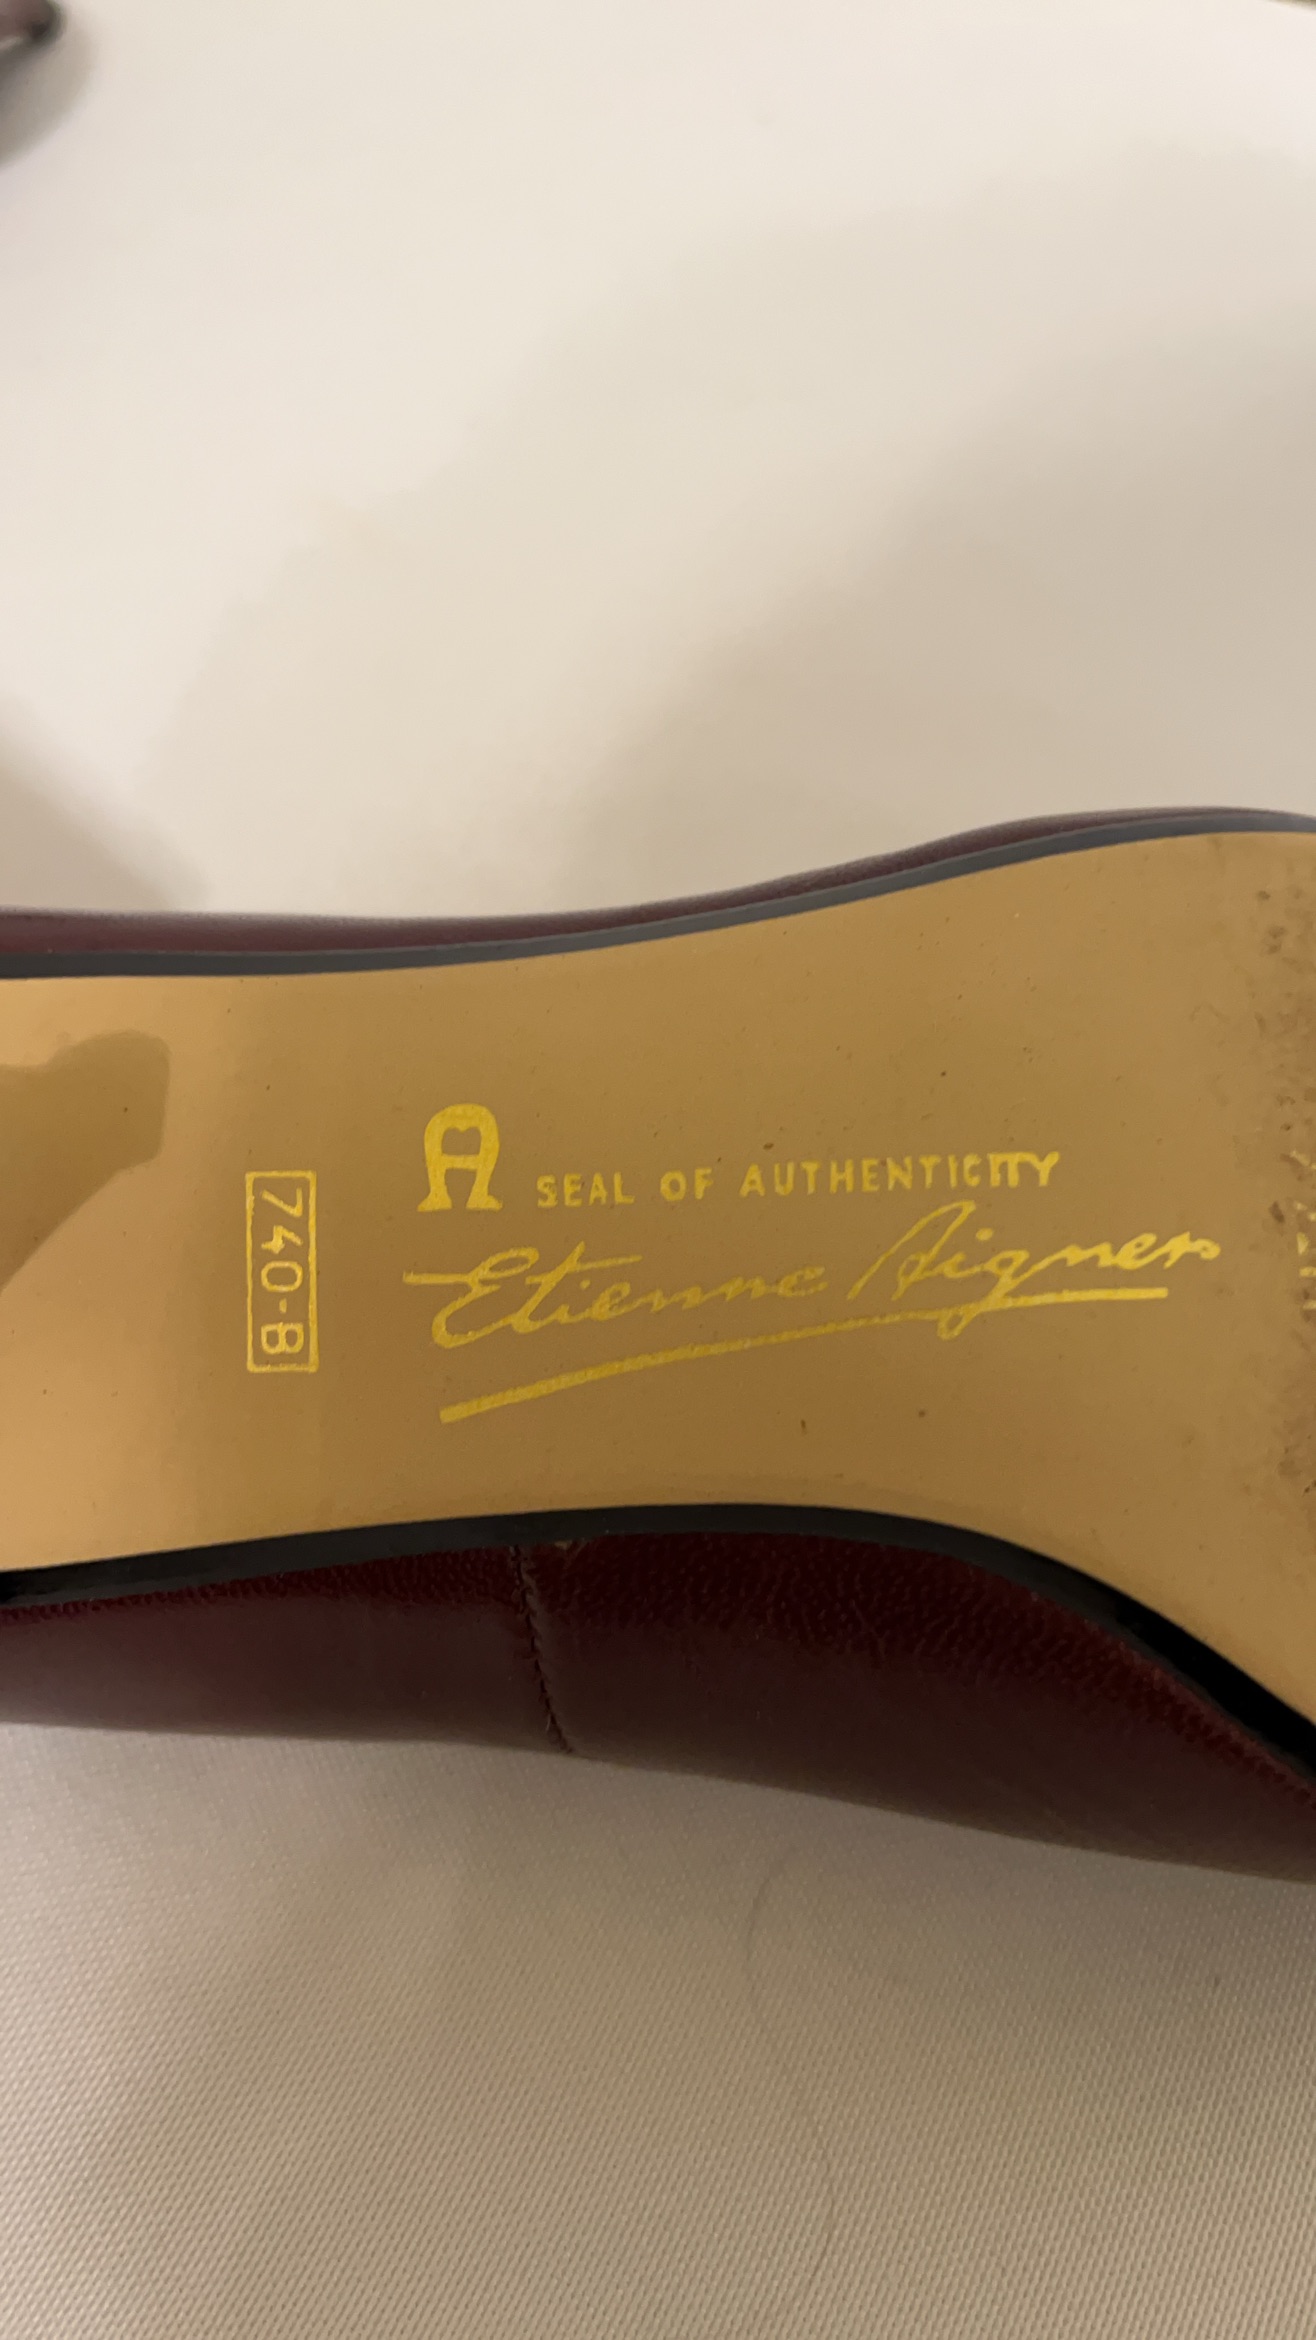 A SEAL OF AUTHENTICITY
Etienne Aigner
740-B